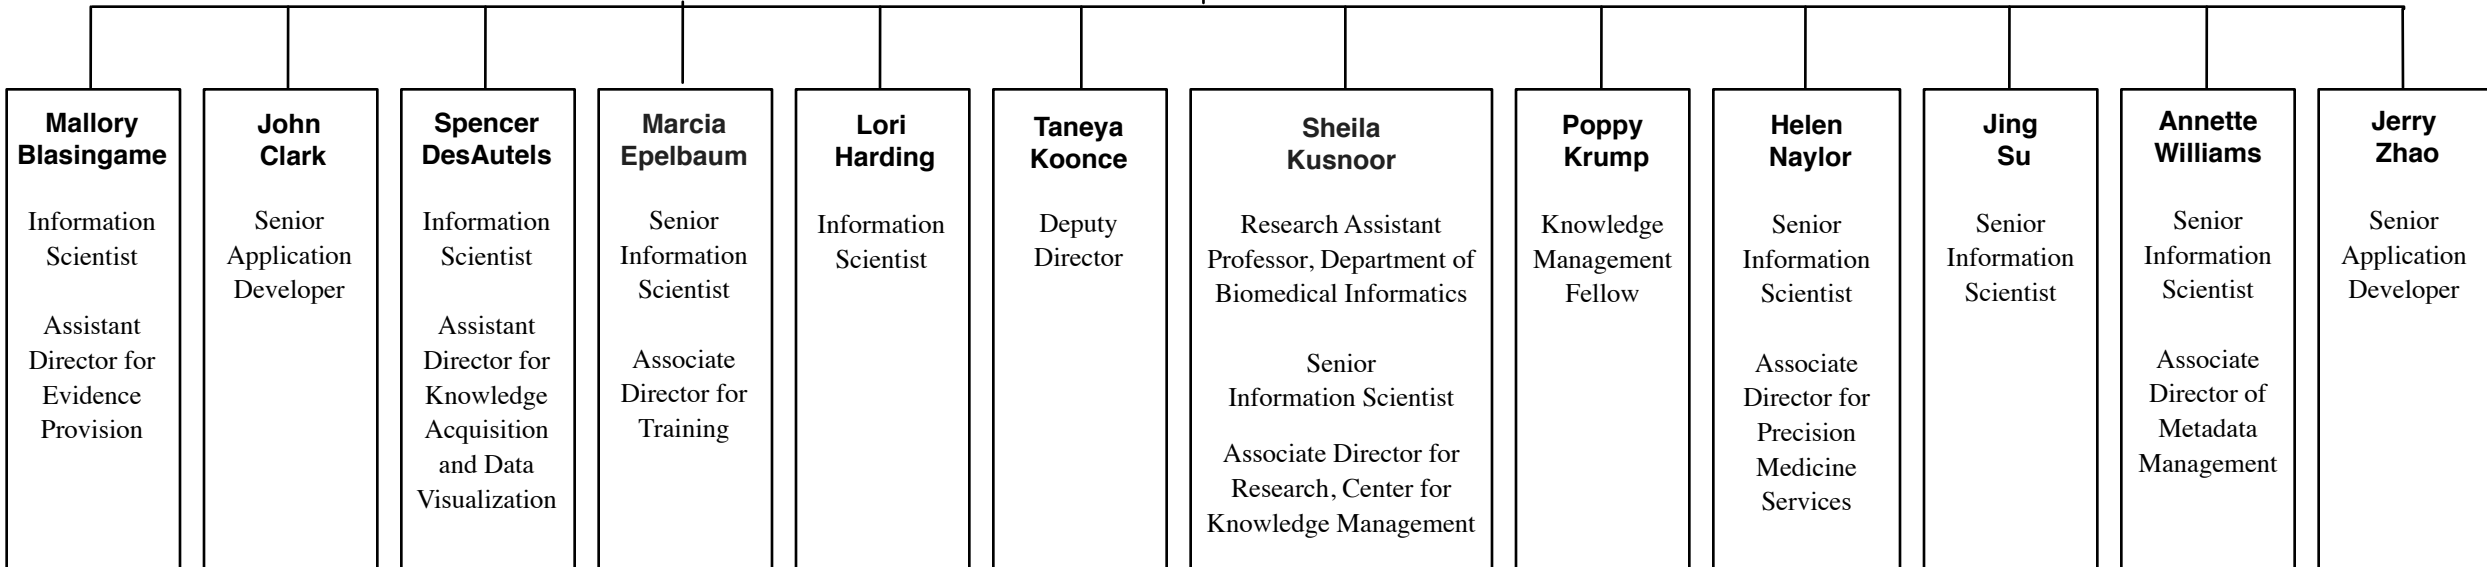 Mallory
Blasingame
Information
Scientist
Assistant
Director for
Evidence
Provision
John
Clark
Senior
Application
Developer
Spencer
DesAutels
Information
Scientist
Assistant
Director for
Knowledge
Acquisition
and Data
Visualization
Marcia
Epelbaum
Senior
Information
Scientist
Associate
Director for
Training
Lori
Harding
Information
Scientist
Taneya
Koonce
Deputy
Director
Sheila
Kusnoor
Research Assistant
Professor, Department of
Biomedical Informatics
Senior
Information Scientist
Associate Director for
Research, Center for
Knowledge Management
Poppy
Krump
Knowledge
Management
Fellow
Helen
Naylor
Senior
Information
Scientist
Associate
Director for
Precision
Medicine
Services
Jing
Su
Senior
Information
Scientist
Annette
Williams
Senior
Information
Scientist
Associate
Director of
Metadata
Management
Jerry
Zhao
Senior
Application
Developer